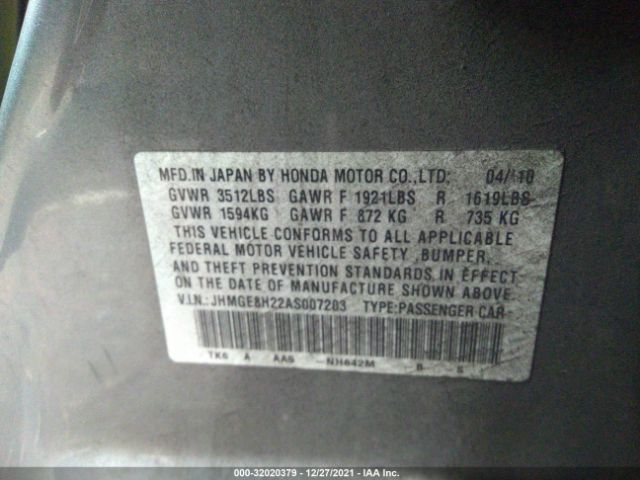 MFD.IN JAPAN BY HONDA MOTOR CO.,LTD. 04/10
GVWR 3512LBS GAWR F 1921LBS R 1619LBS
GVWR 1594KG GAWR F 872 KG R 735 KG
THIS VEHICLE CONFORMS TO ALL APPLICABLE
FEDERAL MOTOR VEHICLE SAFETY ,BUMPER,
AND THEFT PREVENTION STANDARDS IN EFFECT
ON THE DATE OF MANUFACTURE SHOWN ABOVE.
V.I.N.: JHMGE8H22AS007203 TYPE:PASSENGER CAR
TK6 A AA5 NH642M B S
000-32020379 — 12/27/2021 — IAA Inc.